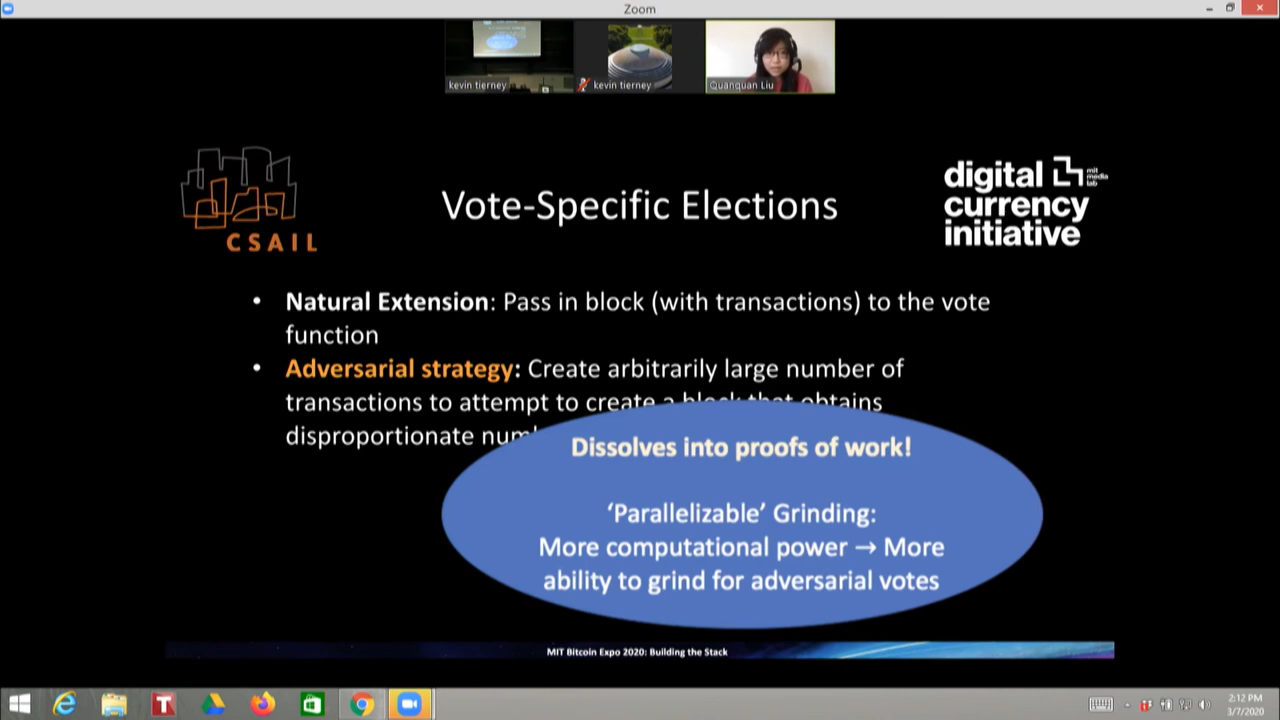 Zoom
kevin tierney
kevin tierney
Quanquan Liu
CSAIL
Vote-Specific Elections
digital
mit
media
lab
currency
initiative
• Natural Extension: Pass in block (with transactions) to the vote
function
• Adversarial strategy: Create arbitrarily large number of
transactions to attempt to create a block that obtains
disproportionate
Dissolves into proofs of work!
‘Parallelizable’ Grinding:
More computational power → More
ability to grind for adversarial votes
MIT Bitcoin Expo 2020: Building the Stack
T
2:12 PM
3/7/2020